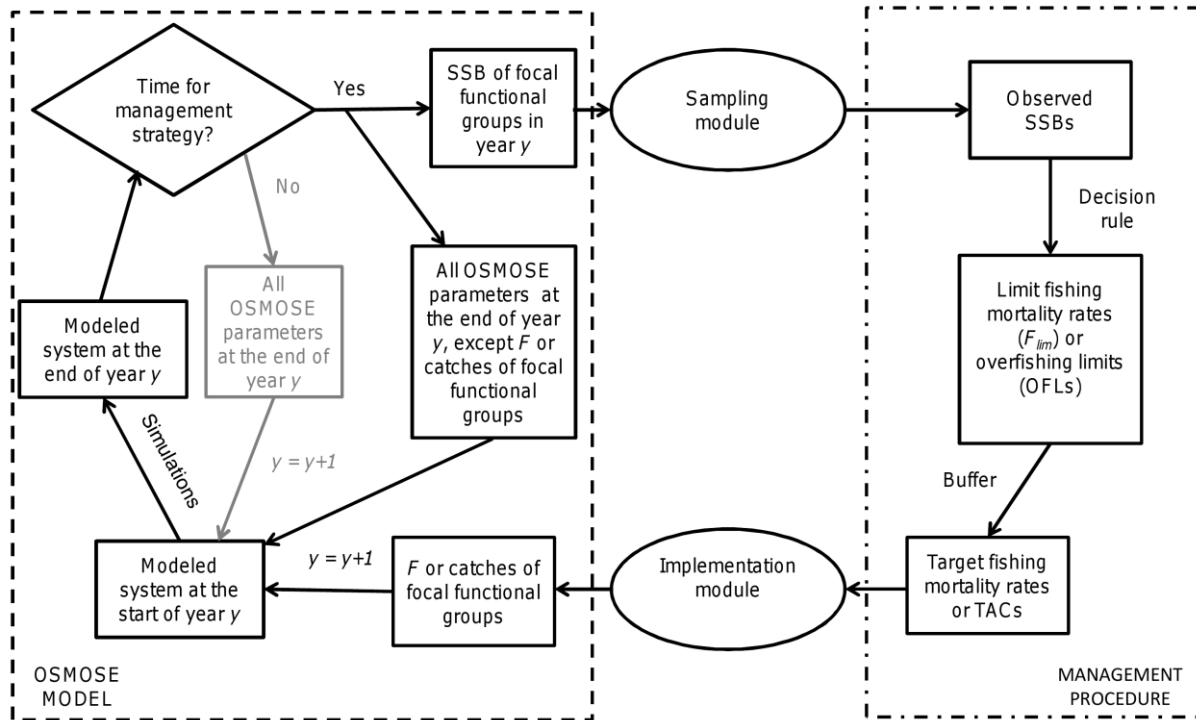 Time for
management
strategy?
Yes
No
SSB of focal
functional
groups in
year y
Sampling
module
Observed
SSBs
Decision
rule
Limit fishing
mortality rates
(Flim) or
overfishing limits
(OFLs)
Buffer
Target fishing
mortality rates
or TACs
Implementation
module
F or catches of
focal functional
groups
y = y+1
All OSMOSE
parameters at
the end of year
y, except F or
catches of focal
functional
groups
All
OSMOSE
parameters
at the end of
year y
y = y+1
Modeled
system at the
end of year y
Simulations
Modeled
system at the
start of year y
OSMOSE
MODEL
MANAGEMENT
PROCEDURE